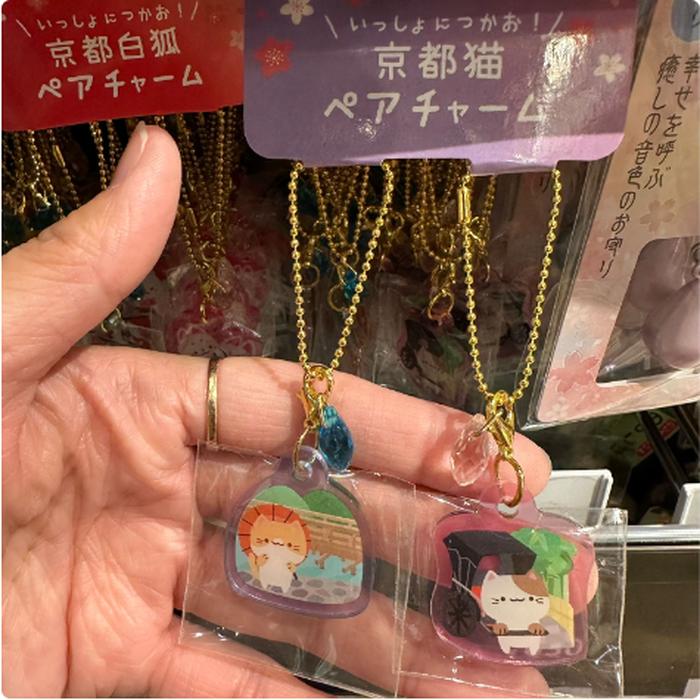 いっしょにつかお!
京都白狐
ペアチャーム
いっしょにつかお!
京都猫
ペアチャーム
幸せを呼ぶ
癒しの音色のお守り